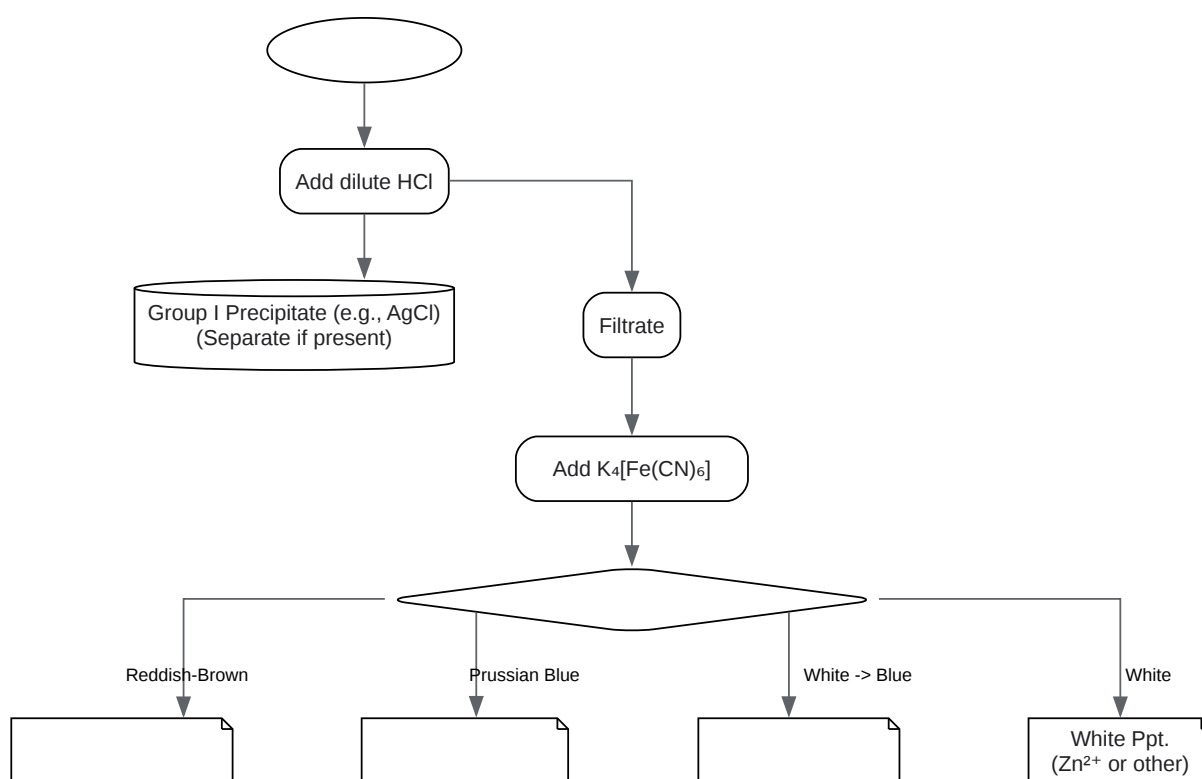 Add dilute HCl
Group I Precipitate (e.g., AgCl)
(Separate if present)
Filtrate
Add K₄[Fe(CN)₆]
Reddish-Brown
Prussian Blue
White -> Blue
White
White Ppt.
(Zn²⁺ or other)